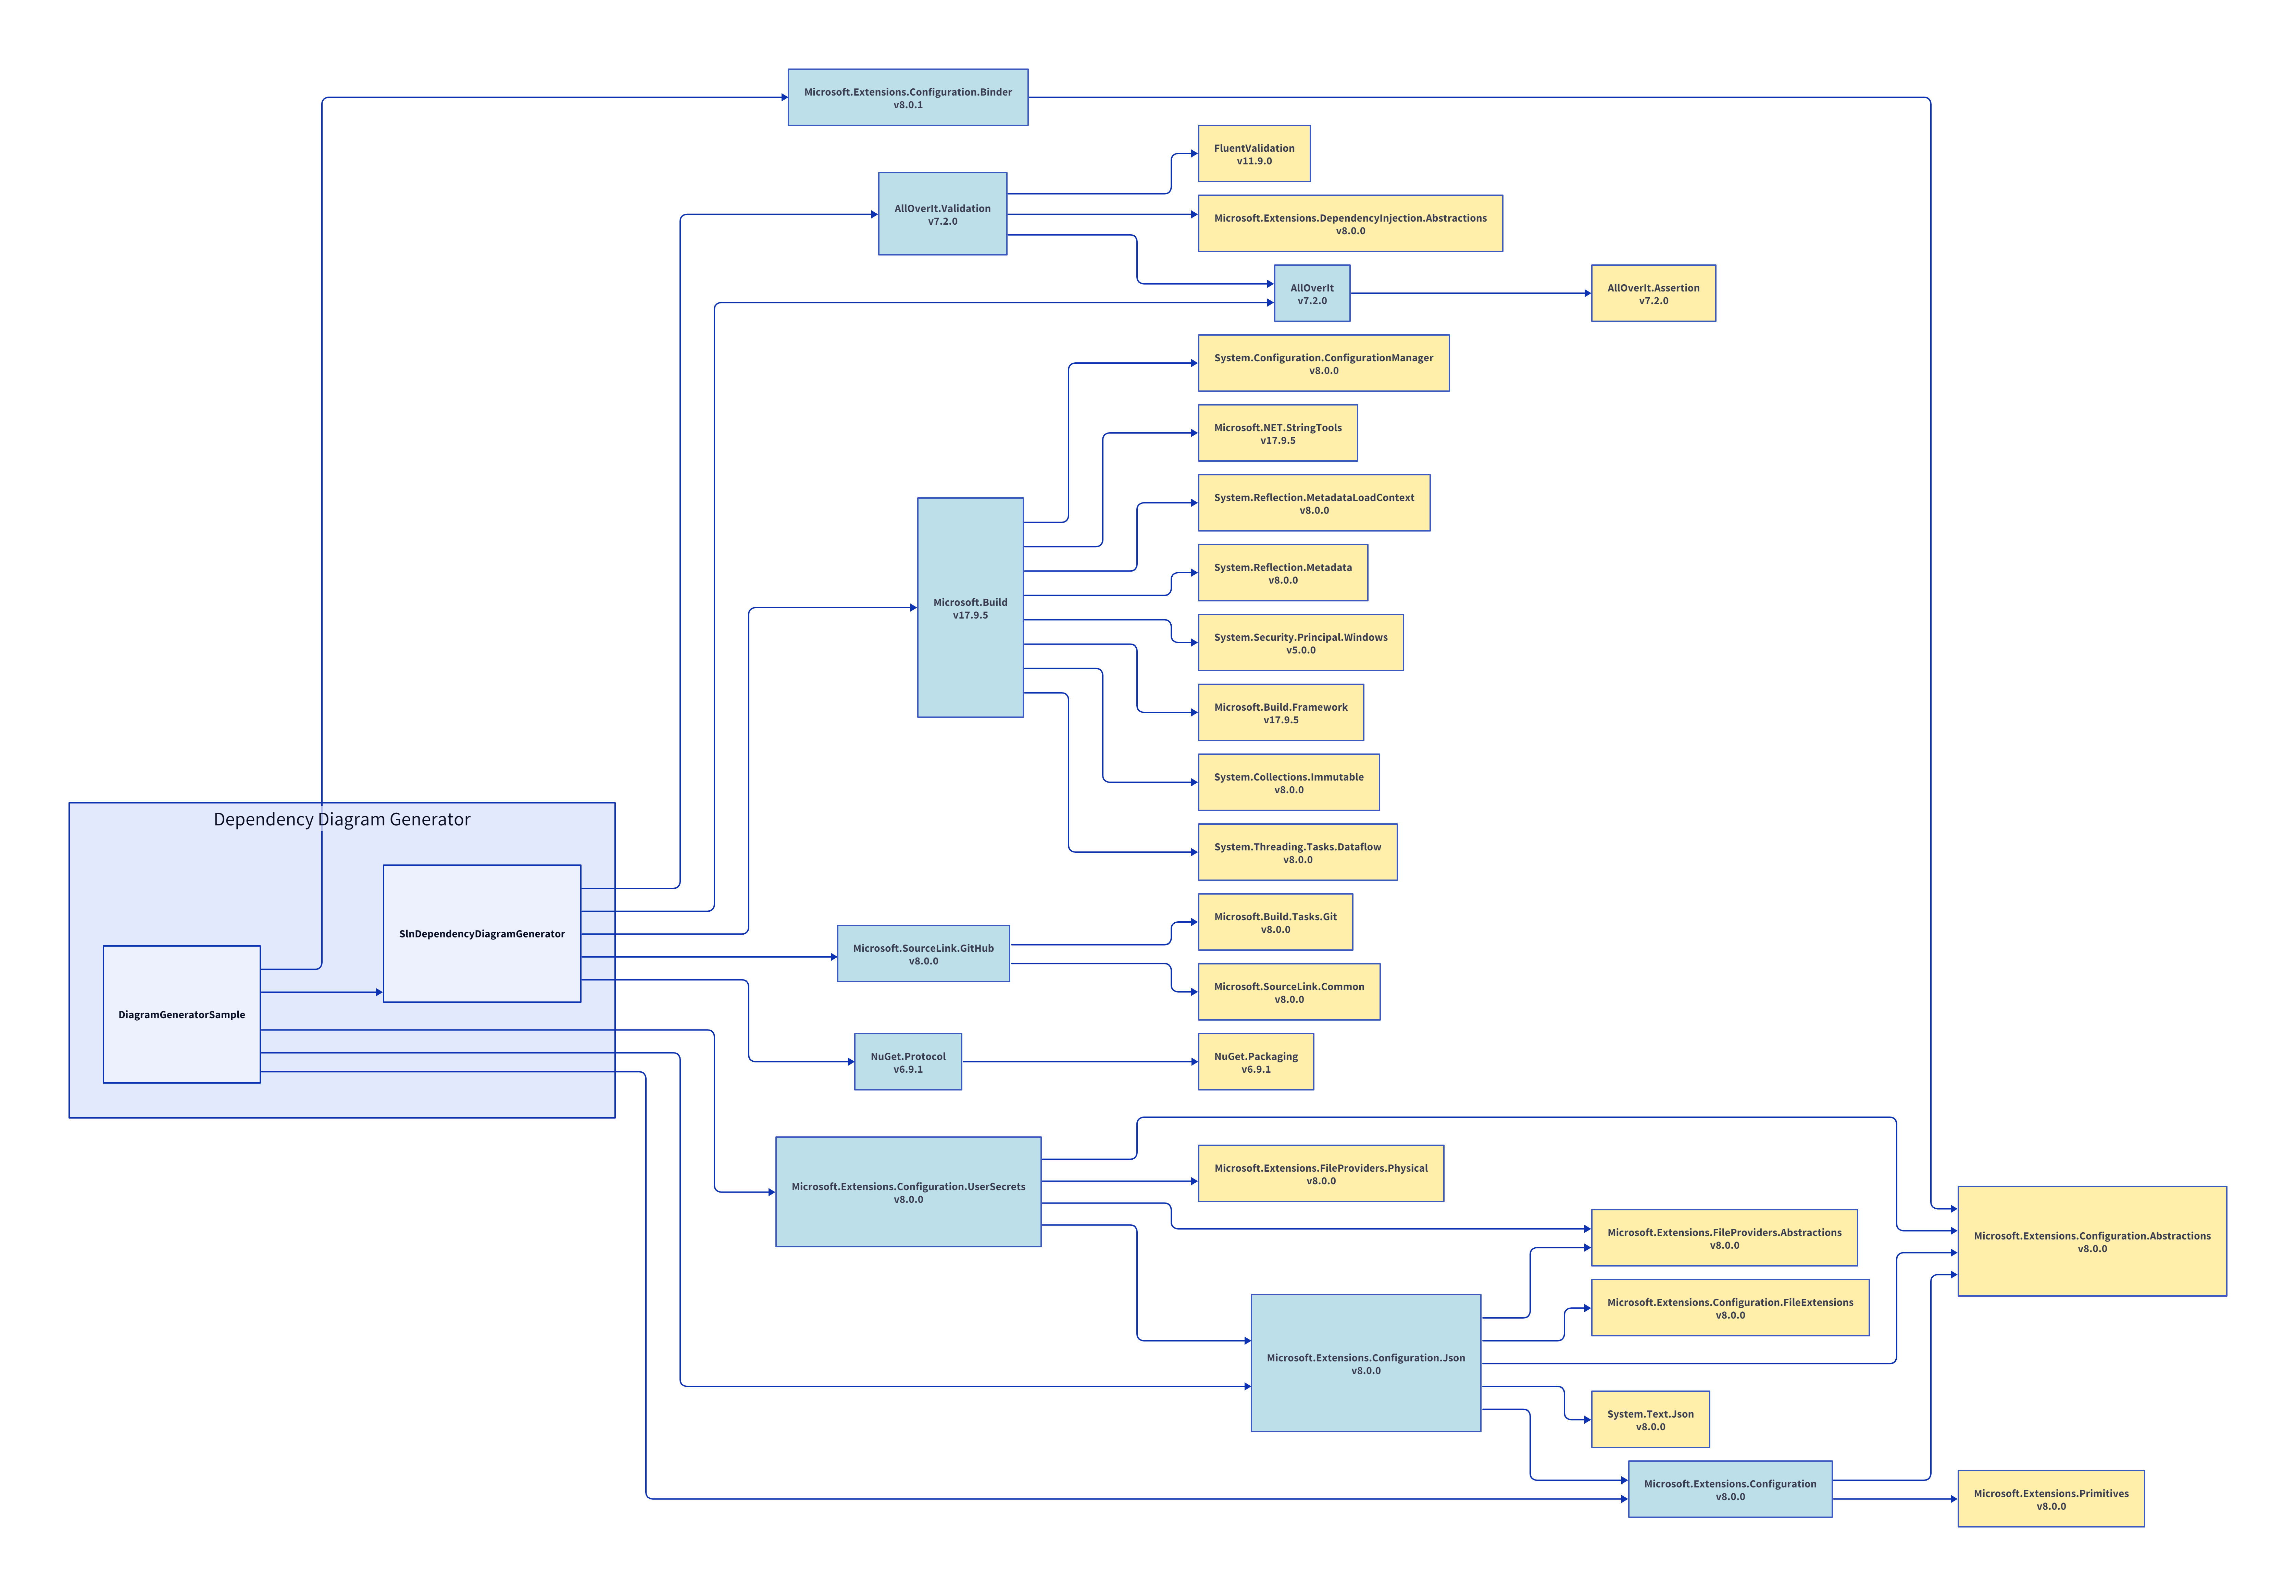 Microsoft.Extensions.Configuration.Binder
v8.0.1
FluentValidation
v11.9.0
AllOverIt.Validation
v7.2.0
Microsoft.Extensions.DependencyInjection.Abstractions
v8.0.0
AllOverIt
v7.2.0
AllOverIt.Assertion
v7.2.0
System.Configuration.ConfigurationManager
v8.0.0
Microsoft.NET.StringTools
v17.9.5
System.Reflection.MetadataLoadContext
v8.0.0
System.Reflection.Metadata
v8.0.0
Microsoft.Build
v17.9.5
System.Security.Principal.Windows
v5.0.0
Microsoft.Build.Framework
v17.9.5
System.Collections.Immutable
v8.0.0
System.Threading.Tasks.Dataflow
v8.0.0
Dependency Diagram Generator
SlnDependencyDiagramGenerator
DiagramGeneratorSample
Microsoft.SourceLink.GitHub
v8.0.0
Microsoft.Build.Tasks.Git
v8.0.0
Microsoft.SourceLink.Common
v8.0.0
NuGet.Protocol
v6.9.1
NuGet.Packaging
v6.9.1
Microsoft.Extensions.Configuration.UserSecrets
v8.0.0
Microsoft.Extensions.FileProviders.Physical
v8.0.0
Microsoft.Extensions.FileProviders.Abstractions
v8.0.0
Microsoft.Extensions.Configuration.Abstractions
v8.0.0
Microsoft.Extensions.Configuration.FileExtensions
v8.0.0
Microsoft.Extensions.Configuration.Json
v8.0.0
System.Text.Json
v8.0.0
Microsoft.Extensions.Configuration
v8.0.0
Microsoft.Extensions.Primitives
v8.0.0